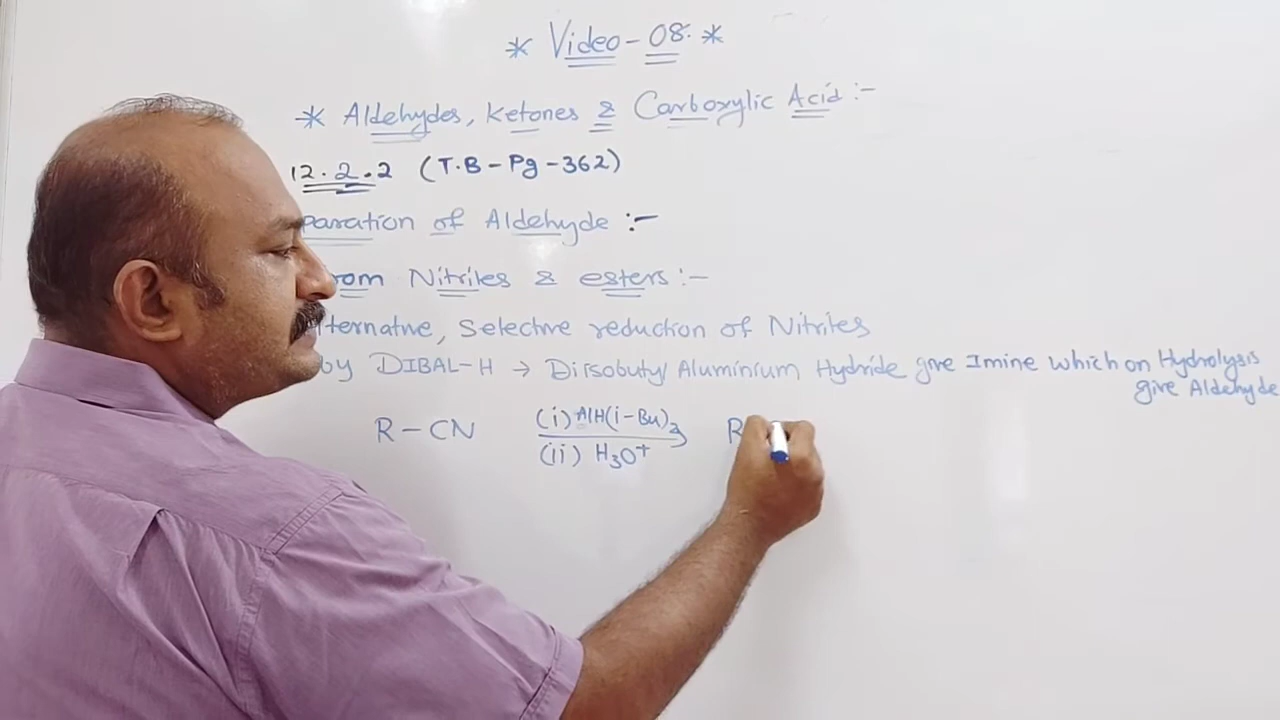 * Video - 08. *
* Aldehydes, Ketones & Carboxylic Acid :-
12.2.2 (T.B - Pg - 362)
paration of Aldehyde :-
om Nitriles & esters :-
lternative, Selective reduction of Nitriles
by DIBAL-H → Diisobutyl Aluminium Hydride give Imine which on Hydrolysis
give Aldehyde
R-CN (i) AlH(i-Bu)2 R
(ii) H3O+